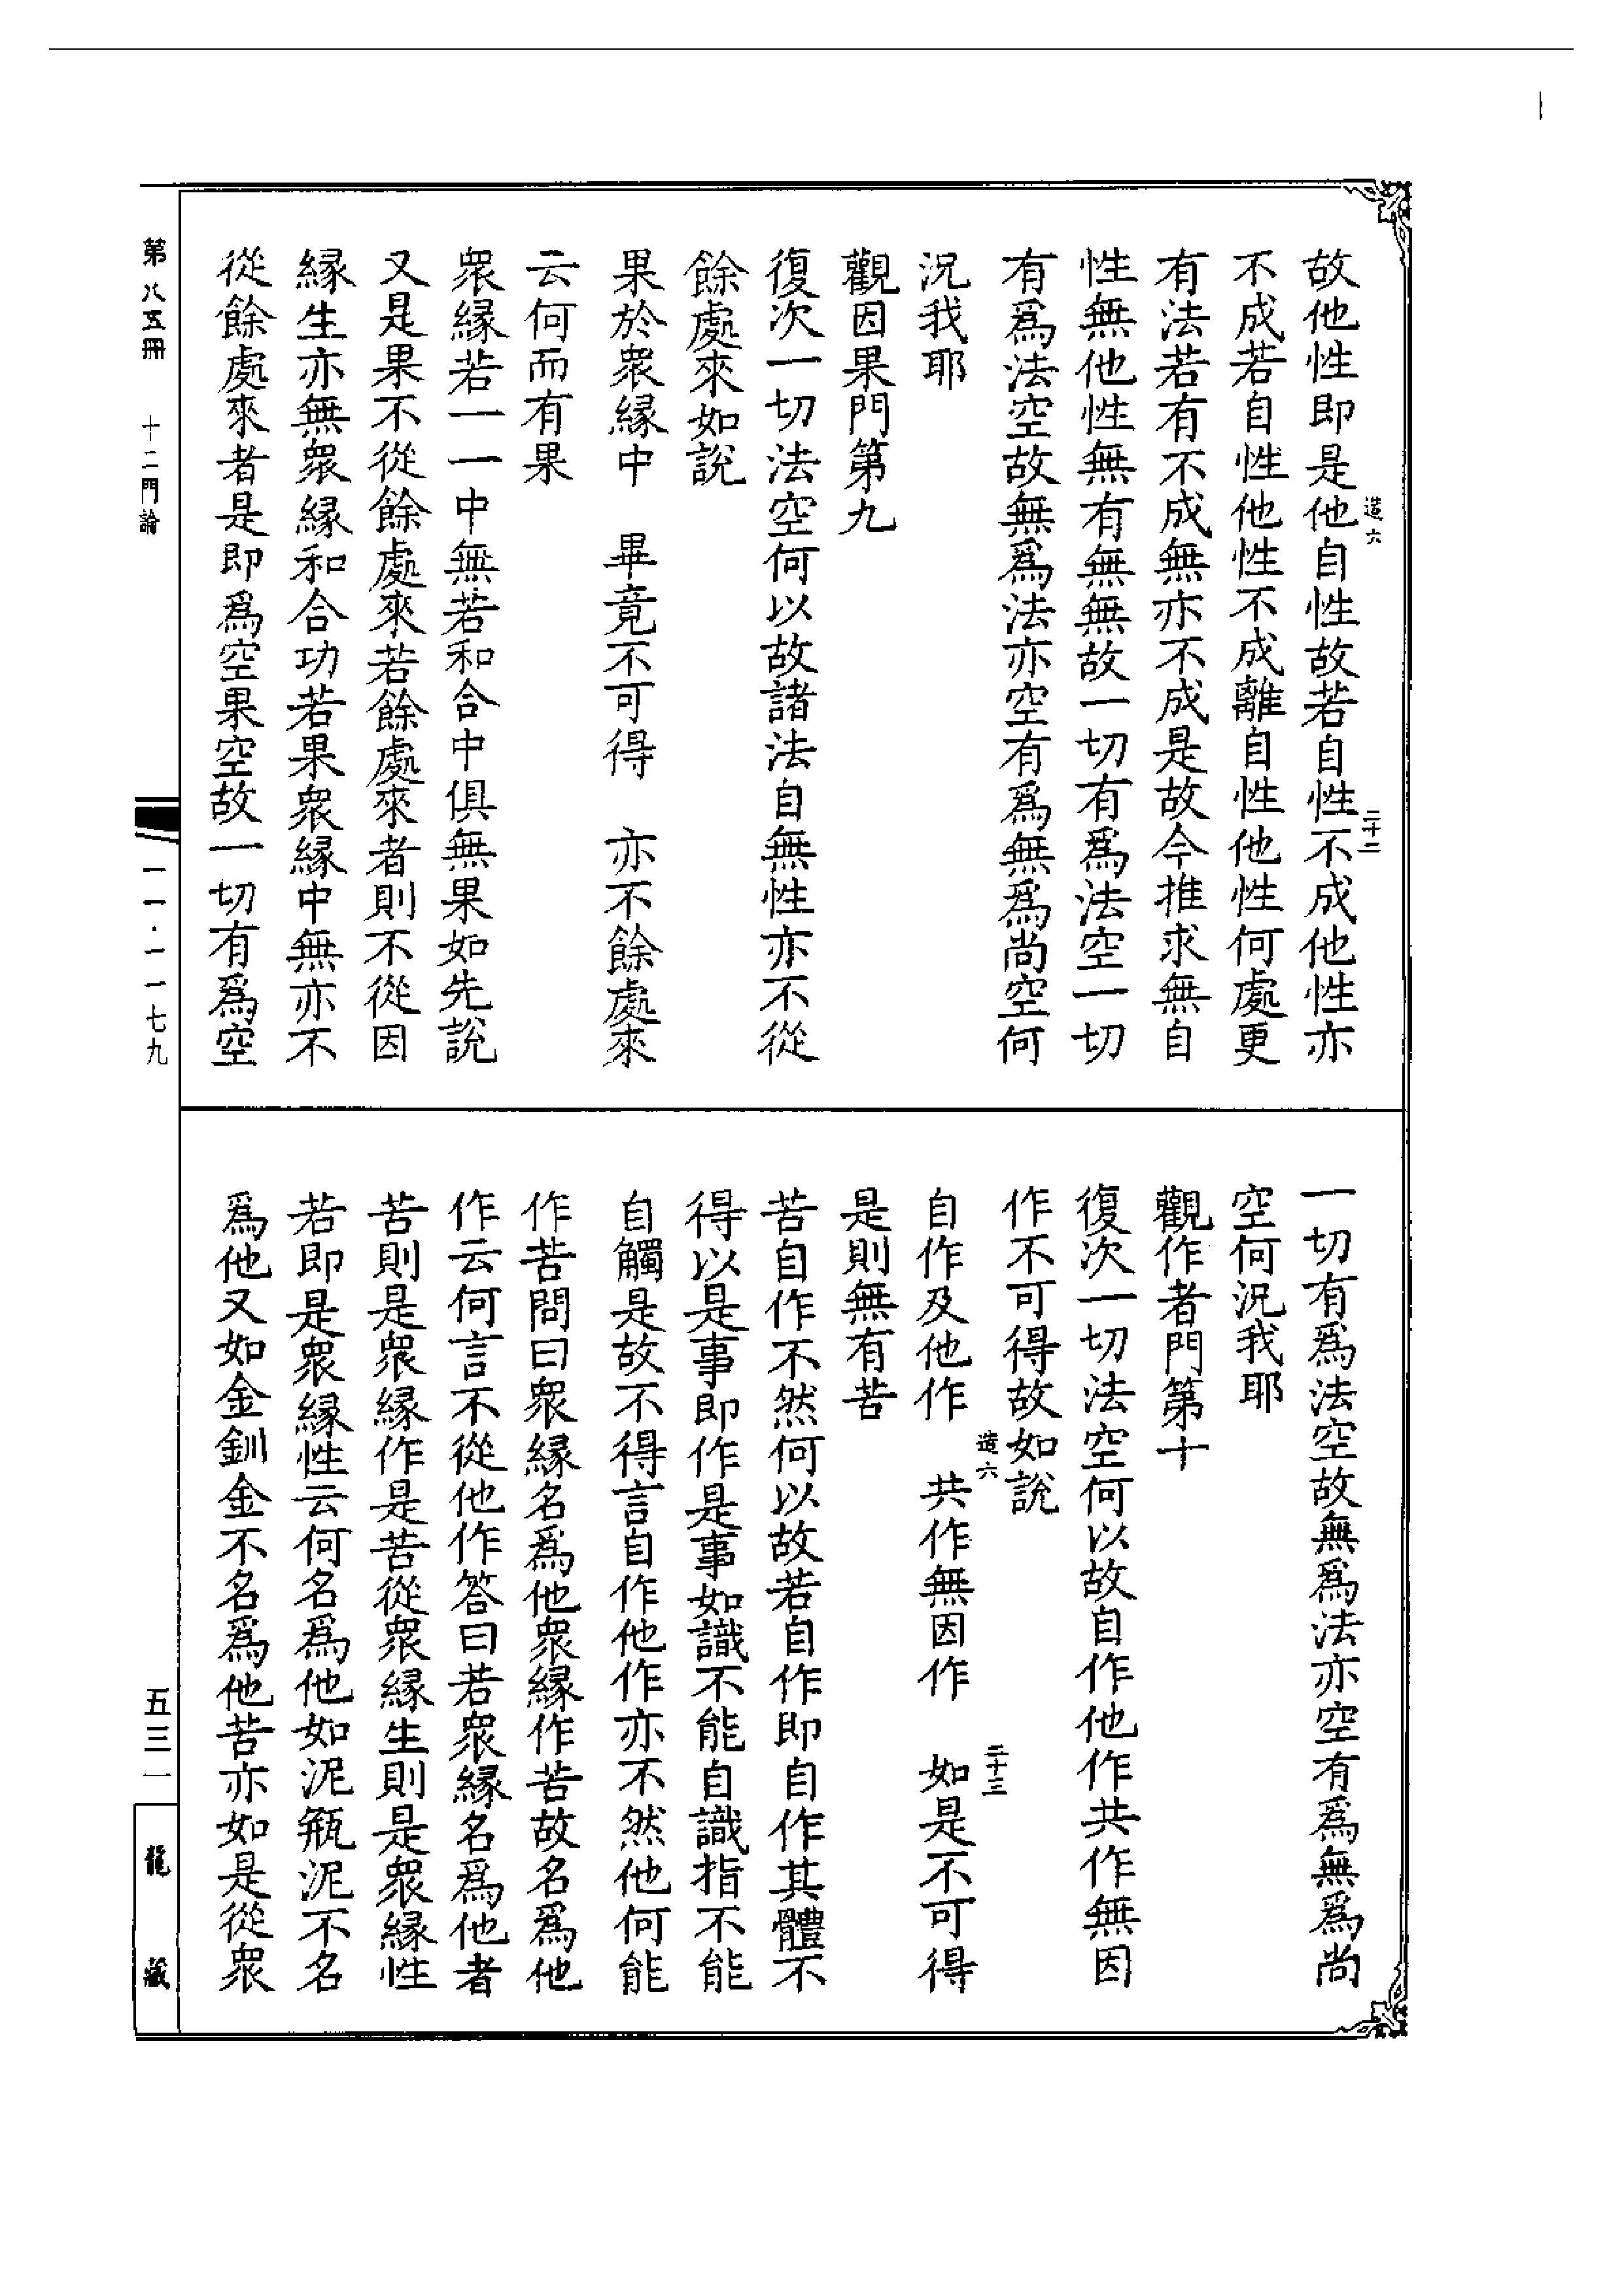 故他性即是他自性故若自性不成他性亦
造六
二十二
不成若自性他性不成離自性他性何處更
有法若有不成無亦不成是故今推求無自
性無他性無有無無故一切有爲法空一切
有爲法空故無爲法亦空有爲無爲尚空何
況我耶
觀因果門第九
復次一切法空何以故諸法自無性亦不從
餘處來如說
果於衆緣中 畢竟不可得 亦不餘處來
云何而有果
衆緣若一一中無若和合中俱無果如先說
又是果不從餘處來若餘處來者則不從因
緣生亦無衆緣和合功若果衆緣中無亦不
從餘處來者是即爲空果空故一切有爲空
一切有爲法空故無爲法亦空有爲無爲尚
空何況我耶
觀作者門第十
復次一切法空何以故自作他作共作無因
作不可得故如說
造六
二十三
自作及他作 共作無因作 如是不可得
是則無有苦
苦自作不然何以故若自作即自作其體不
得以是事即作是事如識不能自識指不能
自觸是故不得言自作他作亦不然他何能
作苦問曰衆緣名爲他衆緣作苦故名爲他
作云何言不從他作答曰若衆緣名爲他者
苦則是衆緣作是苦從衆緣生則是衆緣性
若即是衆緣性云何名爲他如泥瓶泥不名
爲他又如金釧金不名爲他苦亦如是從衆
第八五冊 十二門論
一一·一一七九
五三一
龍藏